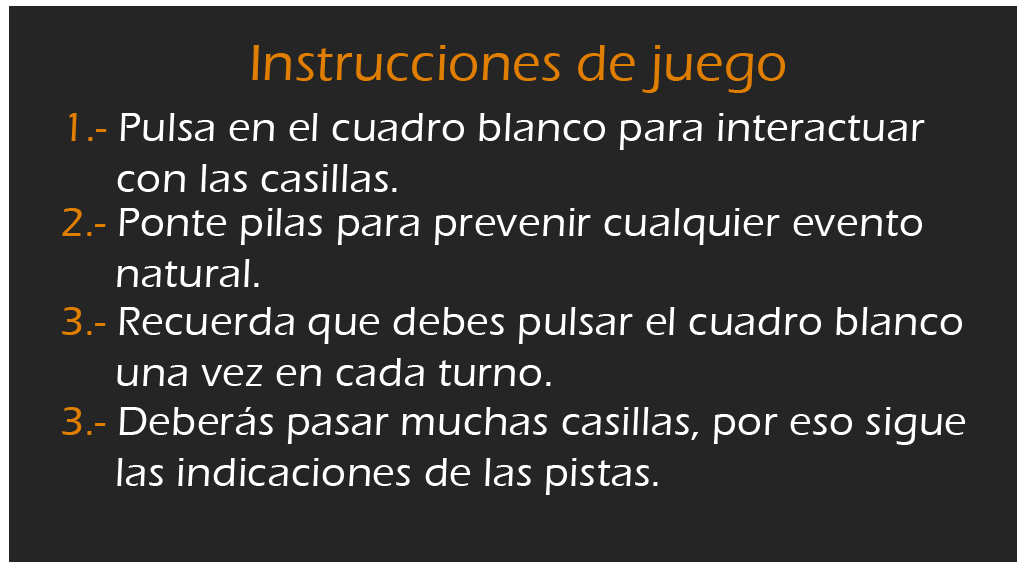 Instrucciones de juego
1.- Pulsa en el cuadro blanco para interactuar
con las casillas.
2.- Ponte pilas para prevenir cualquier evento
natural.
3.- Recuerda que debes pulsar el cuadro blanco
una vez en cada turno.
3.- Deberás pasar muchas casillas, por eso sigue
las indicaciones de las pistas.